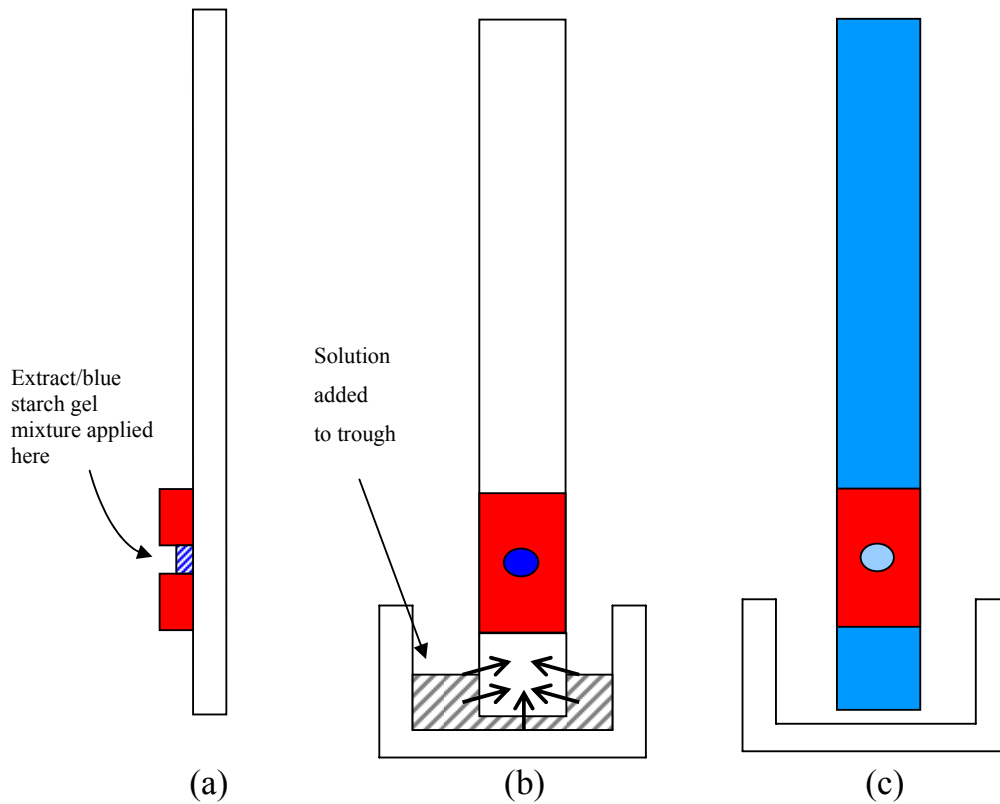 Extract/blue
starch gel
mixture applied
here
Solution
added
to trough
(a)
(b)
(c)